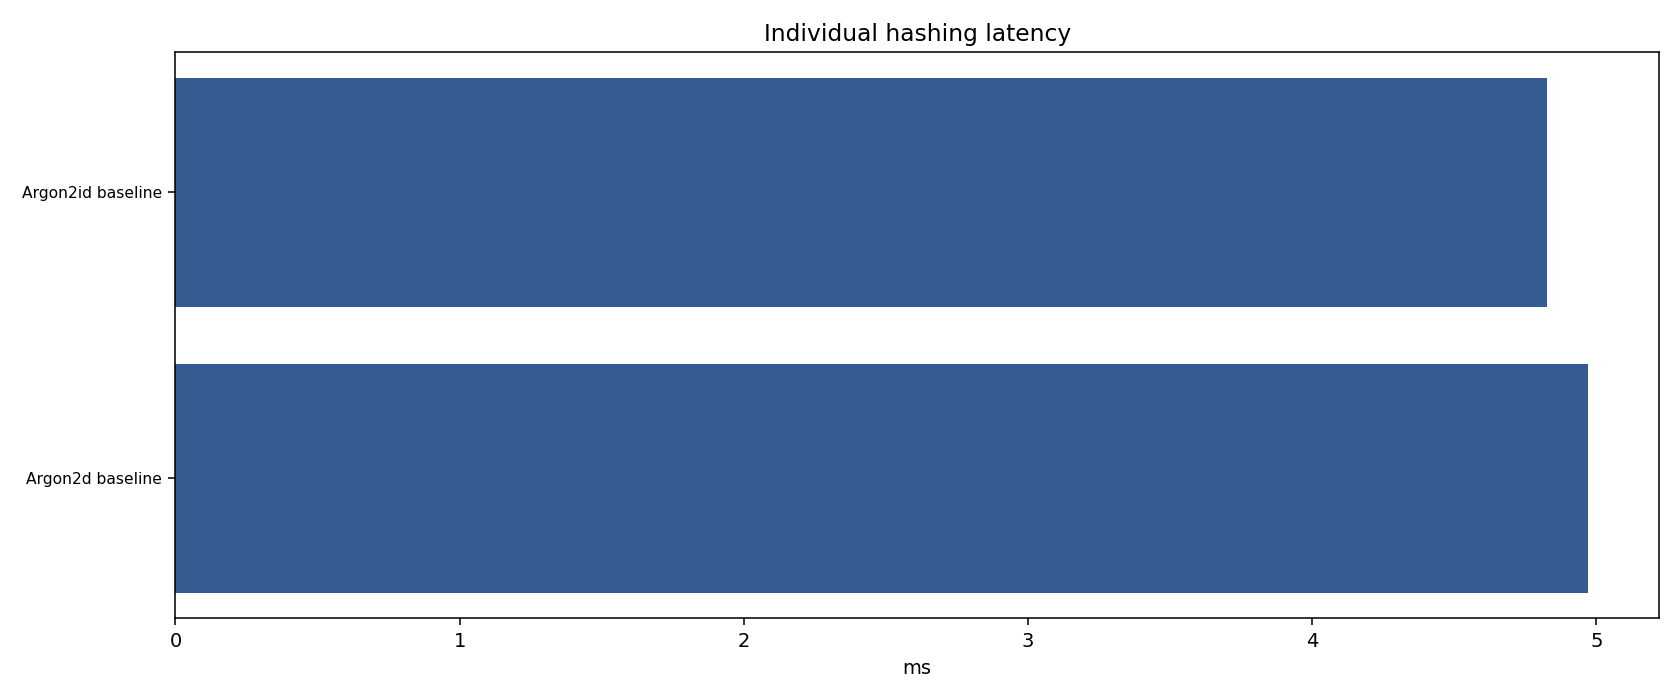 Individual hashing latency
Argon2id baseline
Argon2d baseline
0 1 2 3 4 5
ms